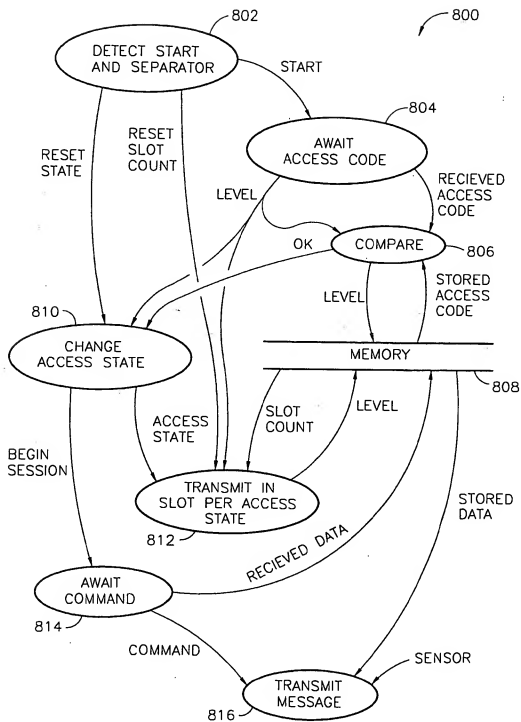 802
800
DETECT START
AND SEPARATOR
START
804
AWAIT
ACCESS CODE
RESET
STATE
RESET
SLOT
COUNT
LEVEL
RECIEVED
ACCESS
CODE
OK
COMPARE
806
LEVEL
STORED
ACCESS
CODE
810
CHANGE
ACCESS STATE
MEMORY
808
ACCESS
STATE
SLOT
COUNT
LEVEL
BEGIN
SESSION
TRANSMIT IN
SLOT PER ACCESS
STATE
812
STORED
DATA
RECIEVED DATA
AWAIT
COMMAND
814
COMMAND
SENSOR
TRANSMIT
MESSAGE
816